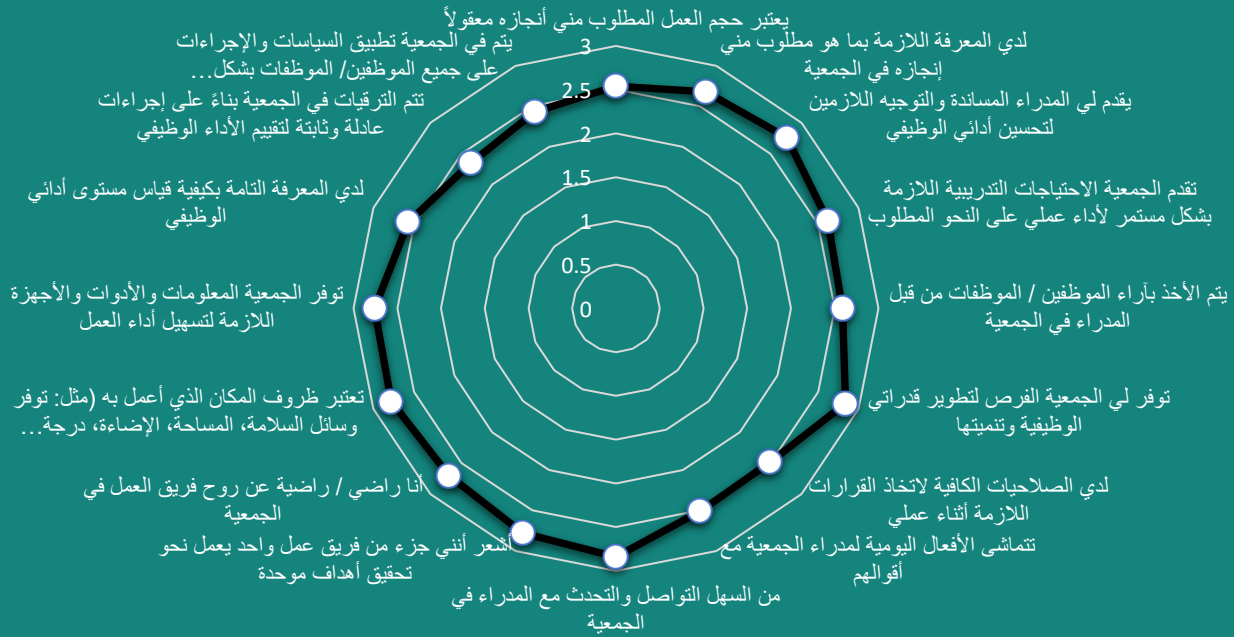 يعتبر حجم العمل المطلوب مني أنجازه معقولاً
لدي المعرفة اللازمة بما هو مطلوب مني
إنجازه في الجمعية
يقدم لي المدراء المساندة والتوجيه اللازمين
لتحسين أدائي الوظيفي
تقدم الجمعية الاحتياجات التدريبية اللازمة
بشكل مستمر لأداء عملي على النحو المطلوب
يتم الأخذ بآراء الموظفين / الموظفات من قبل
المدراء في الجمعية
توفر لي الجمعية الفرص لتطوير قدراتي
الوظيفية وتنميتها
لدي الصلاحيات الكافية لاتخاذ القرارات
اللازمة أثناء عملي
تتماشى الأفعال اليومية لمدراء الجمعية مع
أقوالهم
من السهل التواصل والتحدث مع المدراء في
الجمعية
أشعر أنني جزء من فريق عمل واحد يعمل نحو
تحقيق أهداف موحدة
أنا راضي / راضية عن روح فريق العمل في
الجمعية
تعتبر ظروف المكان الذي أعمل به (مثل: توفر
وسائل السلامة، المساحة، الإضاءة، درجة...
توفر الجمعية المعلومات والأدوات والأجهزة
اللازمة لتسهيل أداء العمل
لدي المعرفة التامة بكيفية قياس مستوى أدائي
الوظيفي
تتم الترقيات في الجمعية بناءً على إجراءات
عادلة وثابتة لتقييم الأداء الوظيفي
يتم في الجمعية تطبيق السياسات والإجراءات
على جميع الموظفين/ الموظفات بشكل...
3
2.5
2
1.5
1
0.5
0